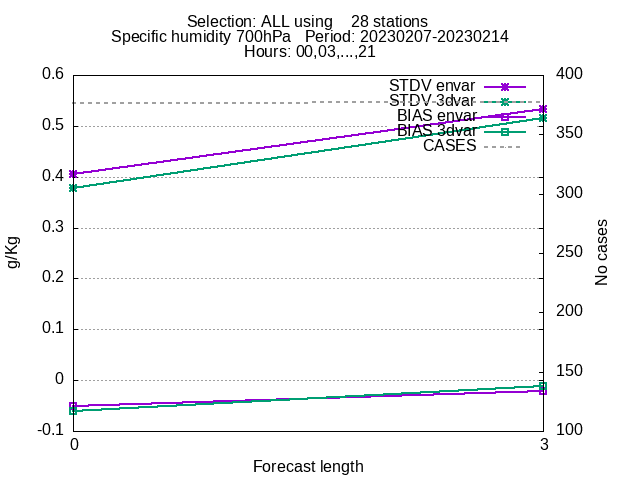 Selection: ALL using    28 stations
Specific humidity 700hPa   Period: 20230207-20230214
Hours: 00,03,...,21
0.6
0.5
0.4
0.3
0.2
0.1
0
-0.1
g/Kg
STDV envar
STDV 3dvar
BIAS envar
BIAS 3dvar
CASES
400
350
300
250
200
150
100
No cases
0
3
Forecast length